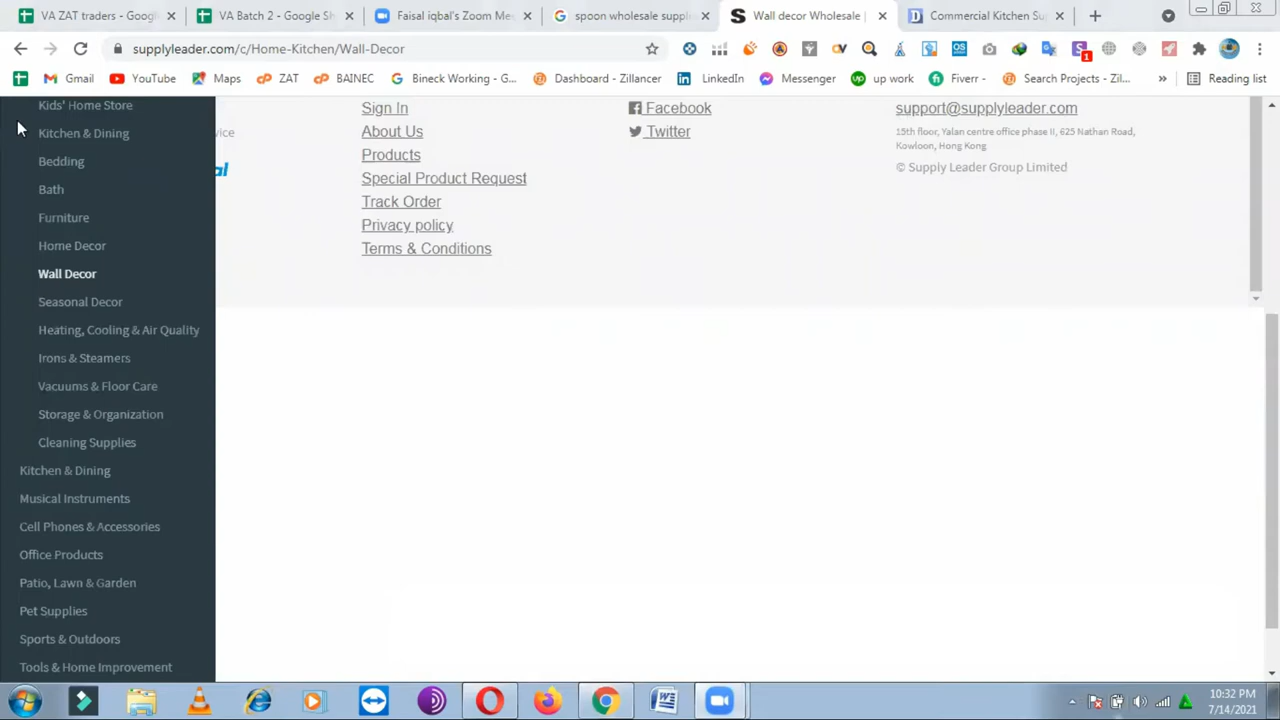 VA ZAT traders - Googl
VA Batch 2 - Google Sh
Faisal iqbal's Zoom Me
spoon wholesale suppli
Wall decor Wholesale |
Commercial Kitchen Su
supplyleader.com/c/Home-Kitchen/Wall-Decor
Gmail
YouTube
Maps
ZAT
BAINEC
Bineck Working - G...
Dashboard - Zillancer
LinkedIn
Messenger
up work
Fiverr -
Search Projects - Zil...
»
Reading list
Kids' Home Store
Kitchen & Dining
Bedding
Bath
Furniture
Home Decor
Wall Decor
Seasonal Decor
Heating, Cooling & Air Quality
Irons & Steamers
Vacuums & Floor Care
Storage & Organization
Cleaning Supplies
Kitchen & Dining
Musical Instruments
Cell Phones & Accessories
Office Products
Patio, Lawn & Garden
Pet Supplies
Sports & Outdoors
Tools & Home Improvement
vice
al
Sign In
About Us
Products
Special Product Request
Track Order
Privacy policy
Terms & Conditions
Facebook
Twitter
support@supplyleader.com
15th floor, Yalan centre office phase II, 625 Nathan Road,
Kowloon, Hong Kong
© Supply Leader Group Limited
10:32 PM
7/14/2021